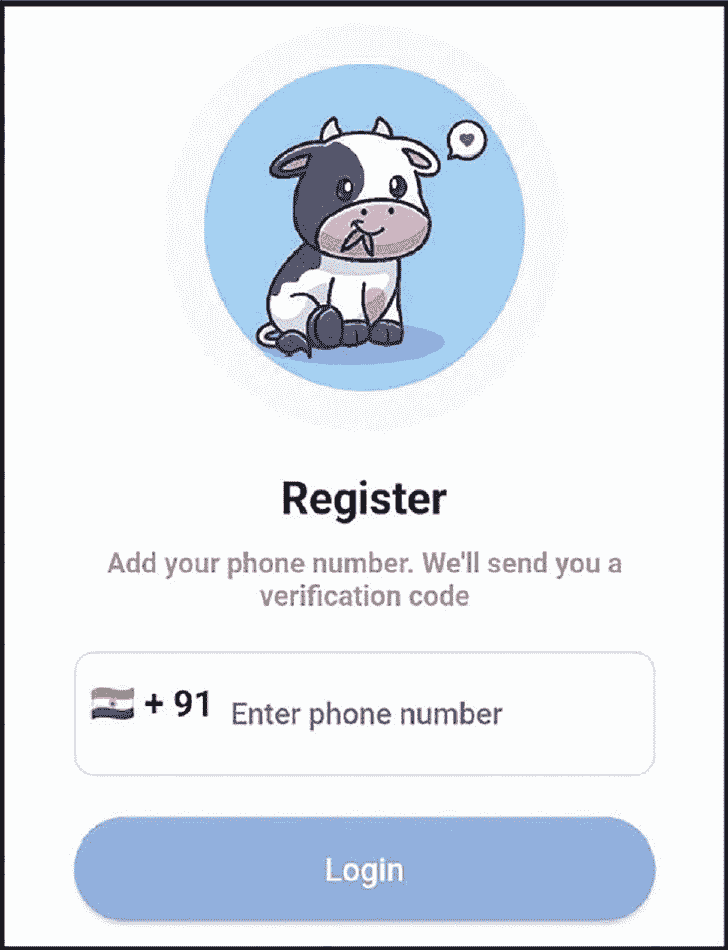 Register
Add your phone number. We'll send you a
verification code
+ 91 Enter phone number
Login